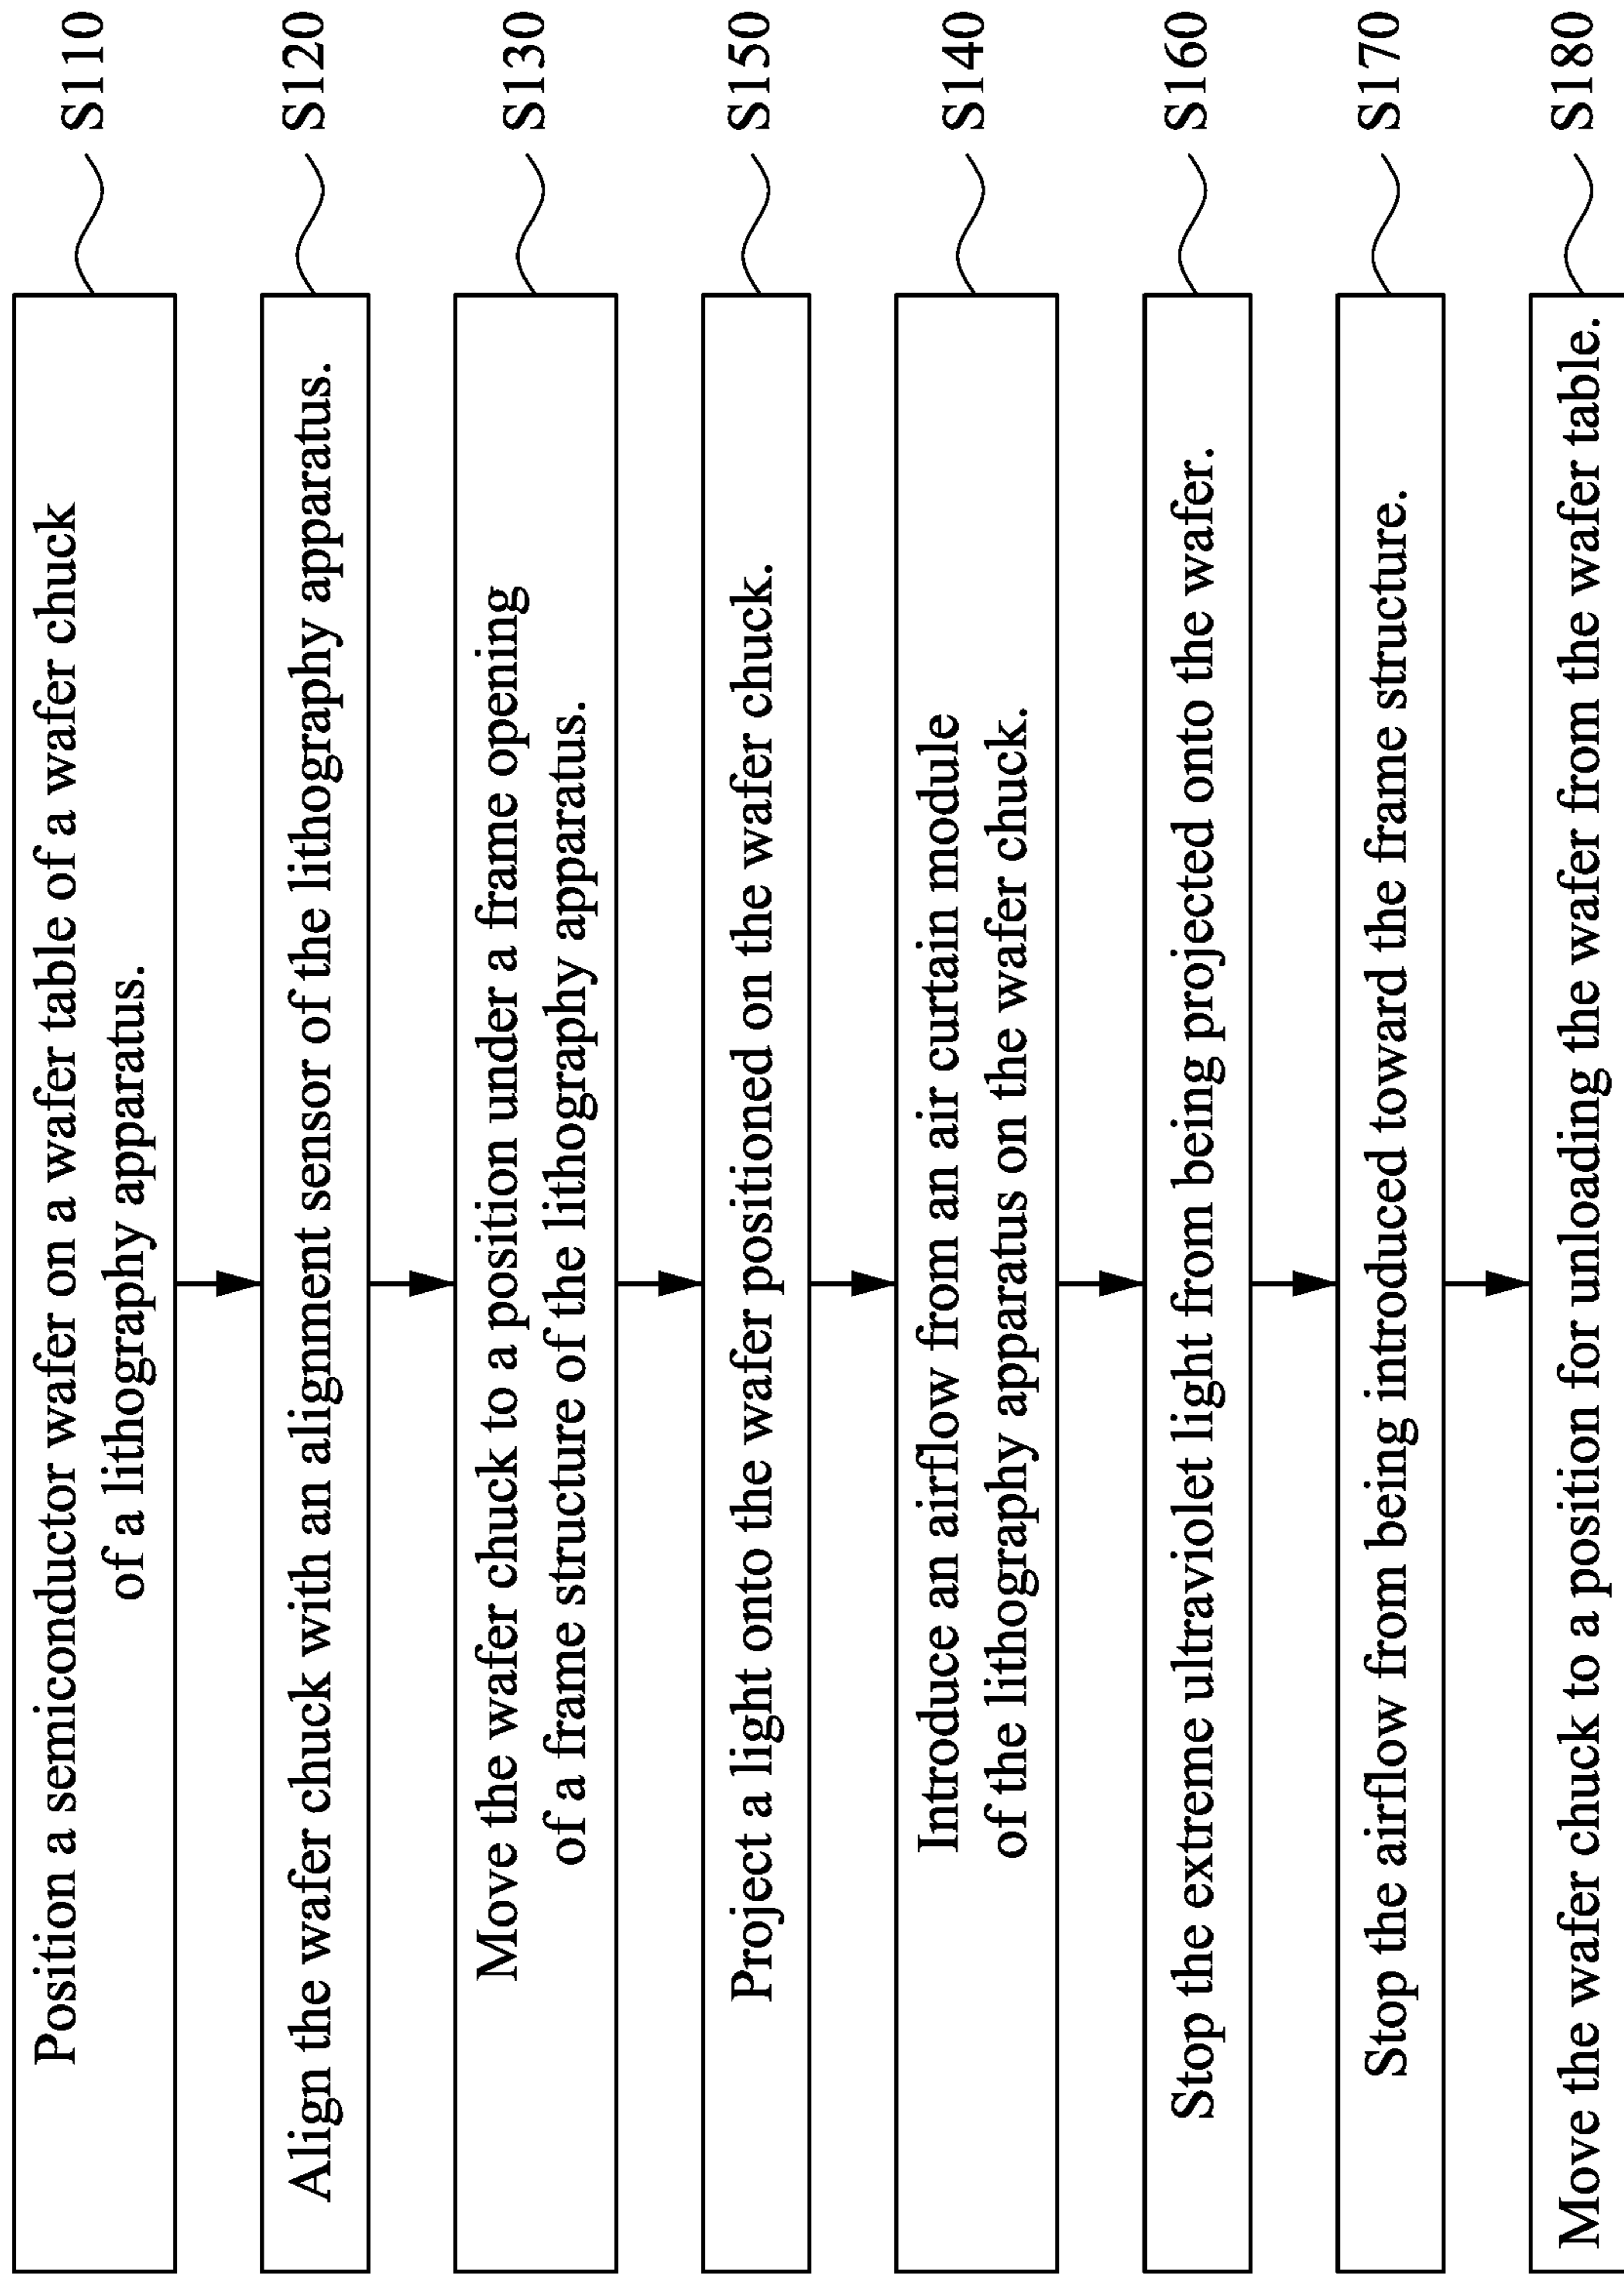 Position a semiconductor wafer on a wafer table of a wafer chuck
of a lithography apparatus.
S110
Align the wafer chuck with an alignment sensor of the lithography apparatus.
S120
Move the wafer chuck to a position under a frame opening
of a frame structure of the lithography apparatus.
S130
Project a light onto the wafer positioned on the wafer chuck.
S150
Introduce an airflow from an air curtain module
of the lithography apparatus on the wafer chuck.
S140
Stop the extreme ultraviolet light from being projected onto the wafer.
S160
Stop the airflow from being introduced toward the frame structure.
S170
Move the wafer chuck to a position for unloading the wafer from the wafer table.
S180